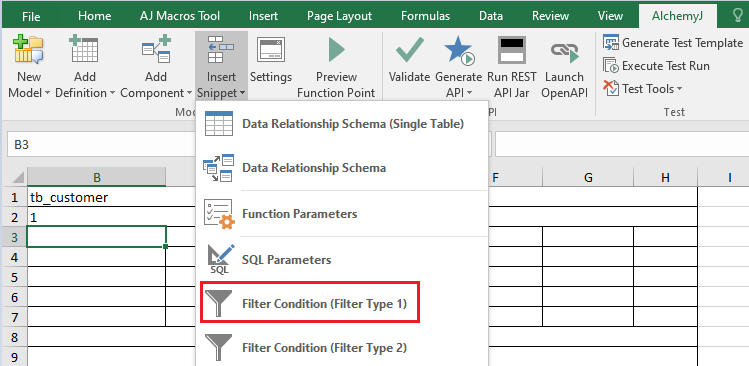 File Home AJ Macros Tool Insert Page Layout Formulas Data Review View AlchemyJ
New Model
Add Definition
Add Component
Insert Snippet
Settings
Preview Function Point
Validate
Generate API
Run REST API Jar
Launch OpenAPI
Generate Test Template
Execute Test Run
Test Tools
Mo
PI
Test
B3
Data Relationship Schema (Single Table)
Data Relationship Schema
Function Parameters
SQL
SQL Parameters
Filter Condition (Filter Type 1)
Filter Condition (Filter Type 2)
B F G H I
1 tb_customer
2 1
3
4
5
6
7
8
9